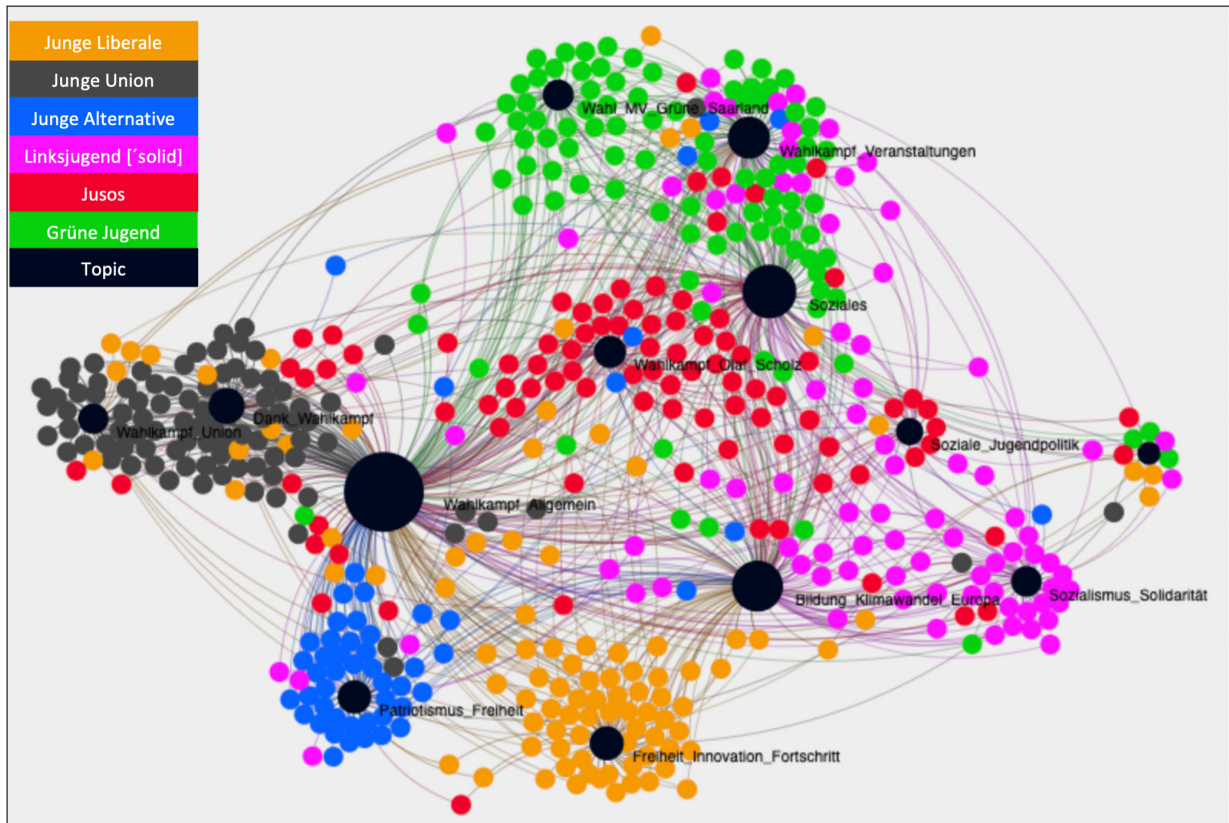 Junge Liberale
Junge Union
Junge Alternative
Linksjugend [´solid]
Jusos
Grüne Jugend
Topic
Wahl_MV_Grüne_Saarland
Wahlkampf_Veranstaltungen
Soziales
Wahlkampf_Olaf_Scholz
Dank_Wahlkampf
Wahlkampf_Union
Soziale_Jugendpolitik
Wahlkampf_Allgemein
Bildung_Klimawandel_Europa
Sozialismus_Solidarität
Patriotismus_Freiheit
Freiheit_Innovation_Fortschritt